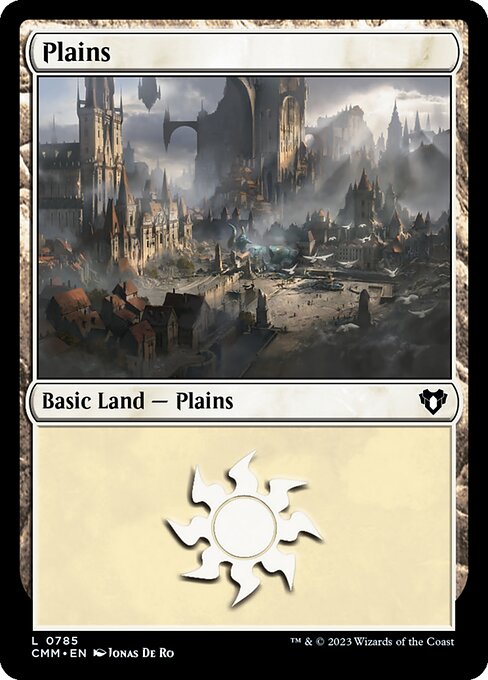 Plains
Basic Land — Plains
L 0785
CMM • EN Jonas De Ro
™ & © 2023 Wizards of the Coast